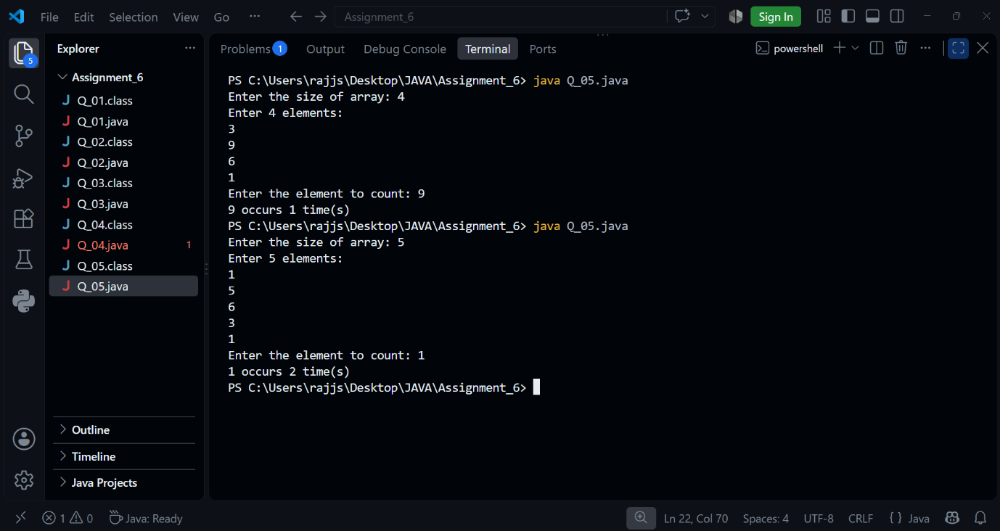 File Edit Selection View Go ··· Assignment_6 Sign In
Explorer ···
Assignment_6
J Q_01.class
J Q_01.java
J Q_02.class
J Q_02.java
J Q_03.class
J Q_03.java
J Q_04.class
J Q_04.java 1
J Q_05.class
J Q_05.java
Outline
Timeline
Java Projects
5
Problems 1 Output Debug Console Terminal Ports powershell ···
PS C:\Users\rajjs\Desktop\JAVA\Assignment_6> java Q_05.java
Enter the size of array: 4
Enter 4 elements:
3
9
6
1
Enter the element to count: 9
9 occurs 1 time(s)
PS C:\Users\rajjs\Desktop\JAVA\Assignment_6> java Q_05.java
Enter the size of array: 5
Enter 5 elements:
1
5
6
3
1
Enter the element to count: 1
1 occurs 2 time(s)
PS C:\Users\rajjs\Desktop\JAVA\Assignment_6>
1 0 Java: Ready Ln 22, Col 70 Spaces: 4 UTF-8 CRLF {} Java